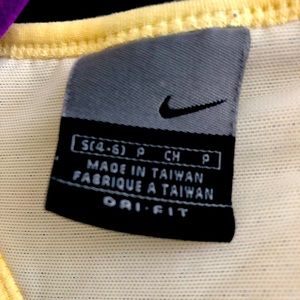 S(4-6) P CH P
MADE IN TAIWAN
FABRIQUE A TAIWAN
DRI-FIT